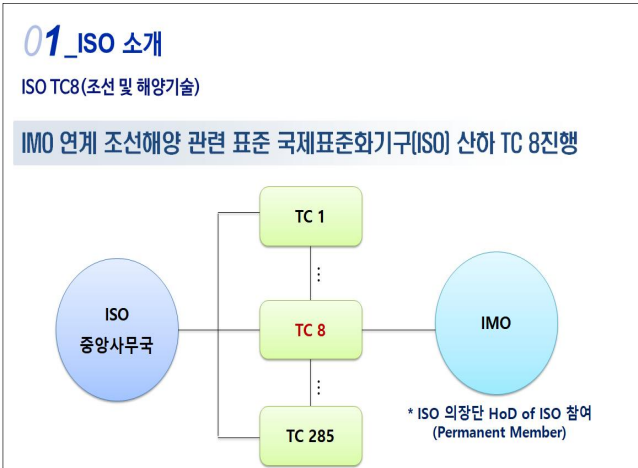 01_ISO 소개
ISO TC8(조선 및 해양기술)
IMO 연계 조선해양 관련 표준 국제표준화기구(ISO) 산하 TC 8진행
TC 1
⋮
ISO
중앙사무국
TC 8
IMO
⋮
* ISO 의장단 HoD of ISO 참여
(Permanent Member)
TC 285